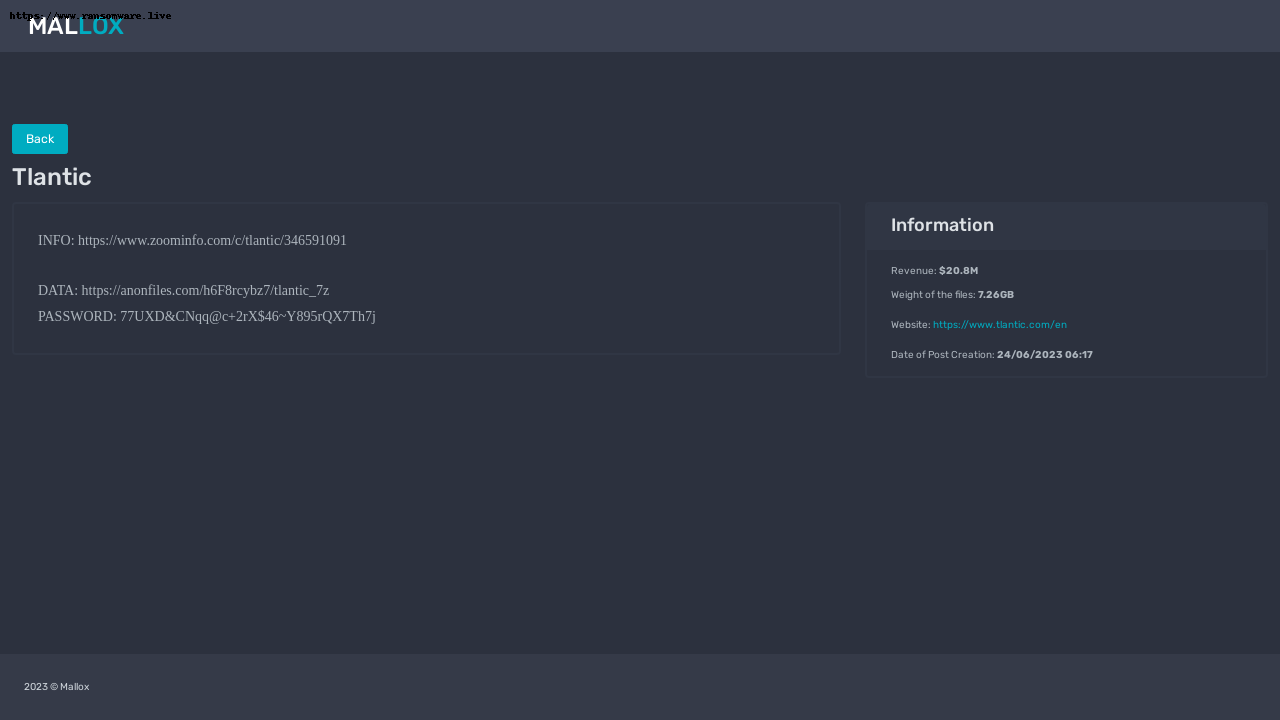 https://www.ransomware.live
MALLOX
Back
Tlantic
INFO: https://www.zoominfo.com/c/tlantic/346591091
DATA: https://anonfiles.com/h6F8rcybz7/tlantic_7z
PASSWORD: 77UXD&CNqq@c+2rX$46~Y895rQX7Th7j
Information
Revenue: $20.8M
Weight of the files: 7.26GB
Website: https://www.tlantic.com/en
Date of Post Creation: 24/06/2023 06:17
2023 © Mallox